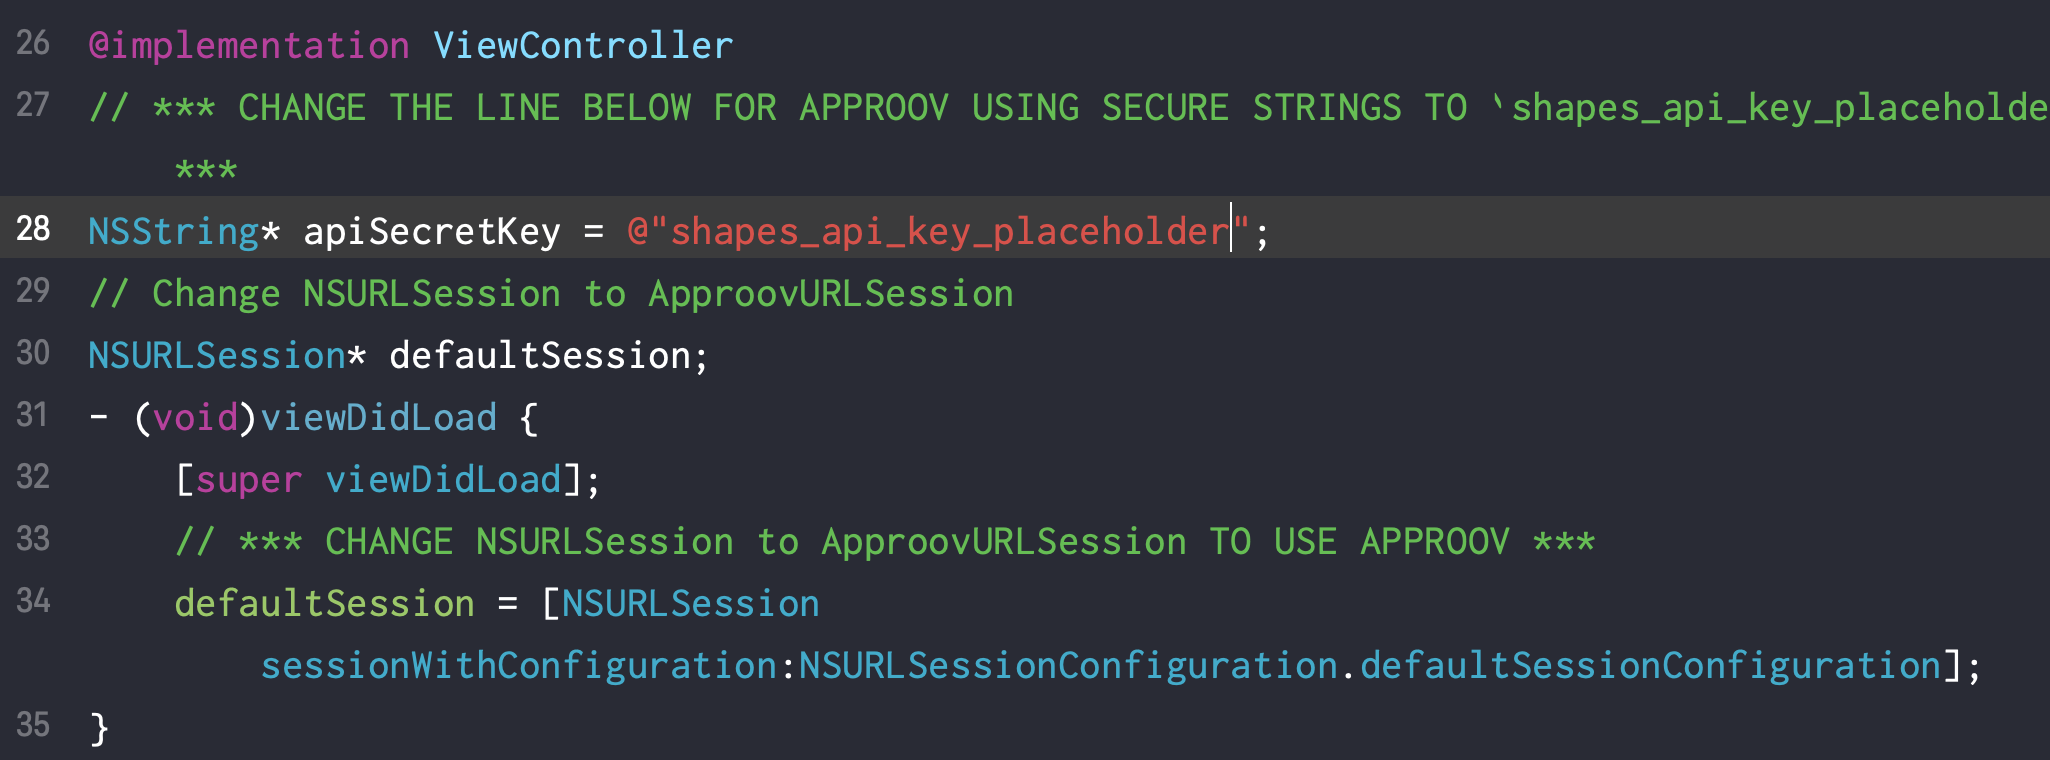 26 @implementation ViewController
27 // *** CHANGE THE LINE BELOW FOR APPROOV USING SECURE STRINGS TO `shapes_api_key_placeholde
***
28 NSString* apiSecretKey = @"shapes_api_key_placeholder";
29 // Change NSURLSession to ApproovURLSession
30 NSURLSession* defaultSession;
31 - (void)viewDidLoad {
32 [super viewDidLoad];
33 // *** CHANGE NSURLSession to ApproovURLSession TO USE APPROOV ***
34 defaultSession = [NSURLSession
sessionWithConfiguration:NSURLSessionConfiguration.defaultSessionConfiguration];
35 }